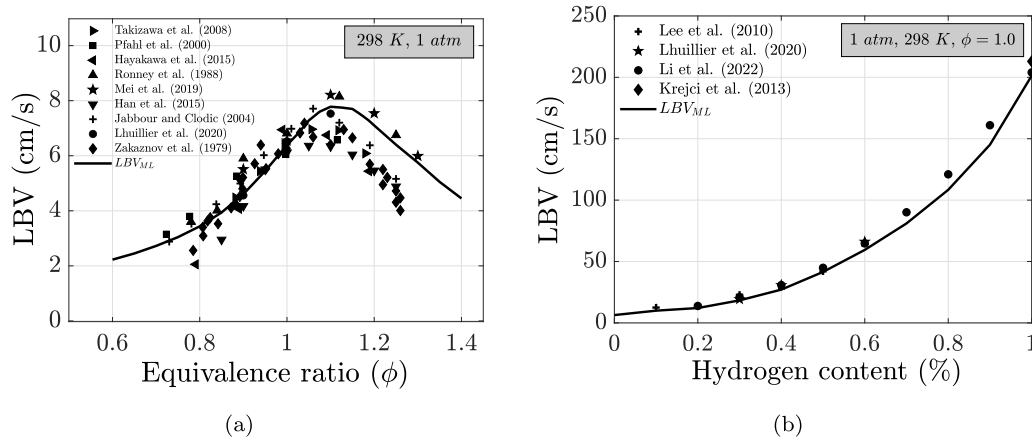 Takizawa et al. (2008)
Pfahl et al. (2000)
Hayakawa et al. (2015)
Ronney et al. (1988)
Mei et al. (2019)
Han et al. (2015)
Jabbour and Clodic (2004)
Lhuillier et al. (2020)
Zakaznov et al. (1979)
LBV_ML
298 K, 1 atm
LBV (cm/s)
10
8
6
4
2
0
0.6
0.8
1
1.2
1.4
Equivalence ratio (ϕ)
(a)
Lee et al. (2010)
Lhuillier et al. (2020)
Li et al. (2022)
Krejci et al. (2013)
LBV_ML
1 atm, 298 K, ϕ = 1.0
LBV (cm/s)
250
200
150
100
50
0
0
0.2
0.4
0.6
0.8
1
Hydrogen content (%)
(b)